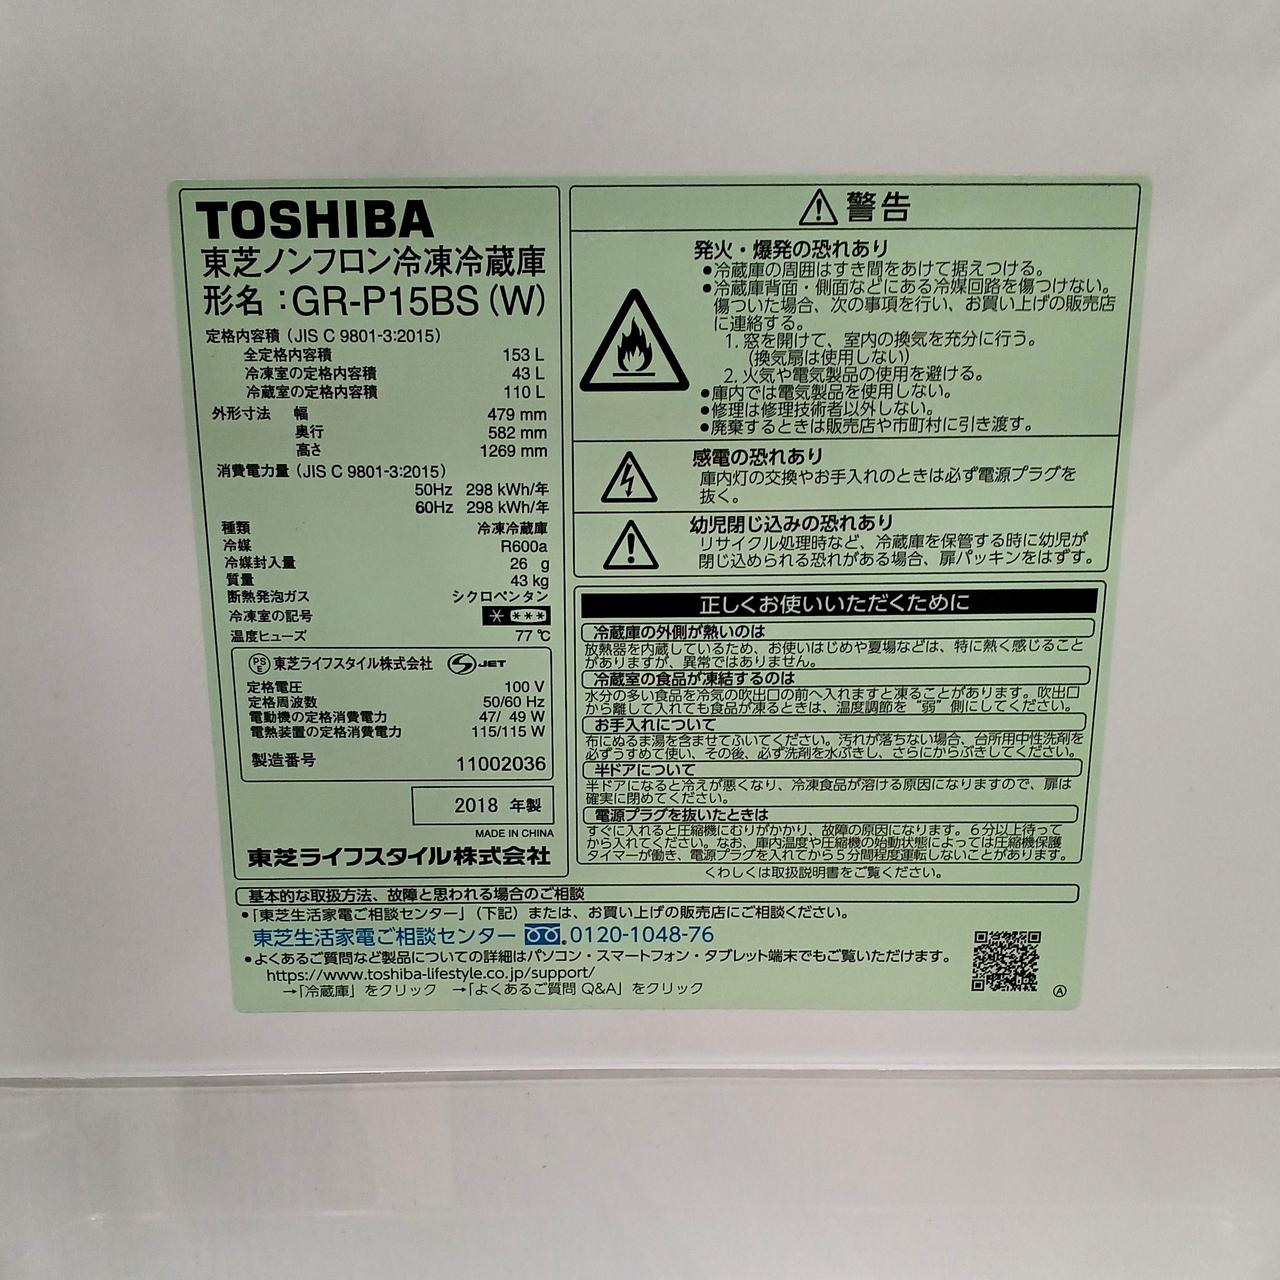 TOSHIBA
東芝ノンフロン冷凍冷蔵庫
形名:GR-P15BS(W)
定格内容積(JIS C 9801-3:2015)
全定格内容積 153 L
冷凍室の定格内容積 43 L
冷蔵室の定格内容積 110 L
外形寸法 幅 479 mm
奥行 582 mm
高さ 1269 mm
消費電力量(JIS C 9801-3:2015)
50Hz 298 kWh/年
60Hz 298 kWh/年
種類 冷凍冷蔵庫
冷媒 R600a
冷媒封入量 26 g
質量 43 kg
断熱発泡ガス シクロペンタン
冷凍室の記号 * ***
温度ヒューズ 77℃
PSE 東芝ライフスタイル株式会社 JET
定格電圧 100 V
定格周波数 50/60 Hz
電動機の定格消費電力 47/ 49 W
電熱装置の定格消費電力 115/115 W
製造番号 11002036
2018 年製
MADE IN CHINA
東芝ライフスタイル株式会社
警告
発火・爆発の恐れあり
●冷蔵庫の周囲はすき間をあけて据えつける。
●冷蔵庫背面・側面などにある冷媒回路を傷つけない。
傷ついた場合、次の事項を行い、お買い上げの販売店
に連絡する。
1. 窓を開けて、室内の換気を充分に行う。
(換気扇は使用しない)
2. 火気や電気製品の使用を避ける。
●庫内では電気製品を使用しない。
●修理は修理技術者以外しない。
●廃棄するときは販売店や市町村に引き渡す。
感電の恐れあり
庫内灯の交換やお手入れのときは必ず電源プラグを
抜く。
幼児閉じ込みの恐れあり
リサイクル処理時など、冷蔵庫を保管する時に幼児が
閉じ込められる恐れがある場合、扉パッキンをはずす。
正しくお使いいただくために
冷蔵庫の外側が熱いのは
放熱器を内蔵しているため、お使いはじめや夏場などは、特に熱く感じること
がありますが、異常ではありません。
冷蔵室の食品が凍結するのは
水分の多い食品を冷気の吹出口の前へ入れますと凍ることがあります。吹出口
から離して入れても食品が凍るときは、温度調節を“弱”側にしてください。
お手入れについて
布にぬるま湯を含ませてふいてください。汚れが落ちない場合、台所用中性洗剤を
必ずうすめて使い、その後、必ず洗剤を水ぶきし、さらにからぶきしてください。
半ドアについて
半ドアになると冷えが悪くなり、冷凍食品が溶ける原因になりますので、扉は
確実に閉めてください。
電源プラグを抜いたときは
すぐに入れると圧縮機にむりがかかり、故障の原因になります。6分以上待って
から入れてください。なお、庫内温度や圧縮機の始動状態によっては圧縮機保護
タイマーが働き、電源プラグを入れてから5分間程度運転しないことがあります。
くわしくは取扱説明書をご覧ください。
基本的な取扱方法、故障と思われる場合のご相談
●「東芝生活家電ご相談センター」(下記)または、お買い上げの販売店にご相談ください。
東芝生活家電ご相談センター 0120-1048-76
●よくあるご質問など製品についての詳細はパソコン・スマートフォン・タブレット端末でもご覧いただけます。
https://www.toshiba-lifestyle.co.jp/support/
→「冷蔵庫」をクリック →「よくあるご質問 Q&A」をクリック
Ⓐ